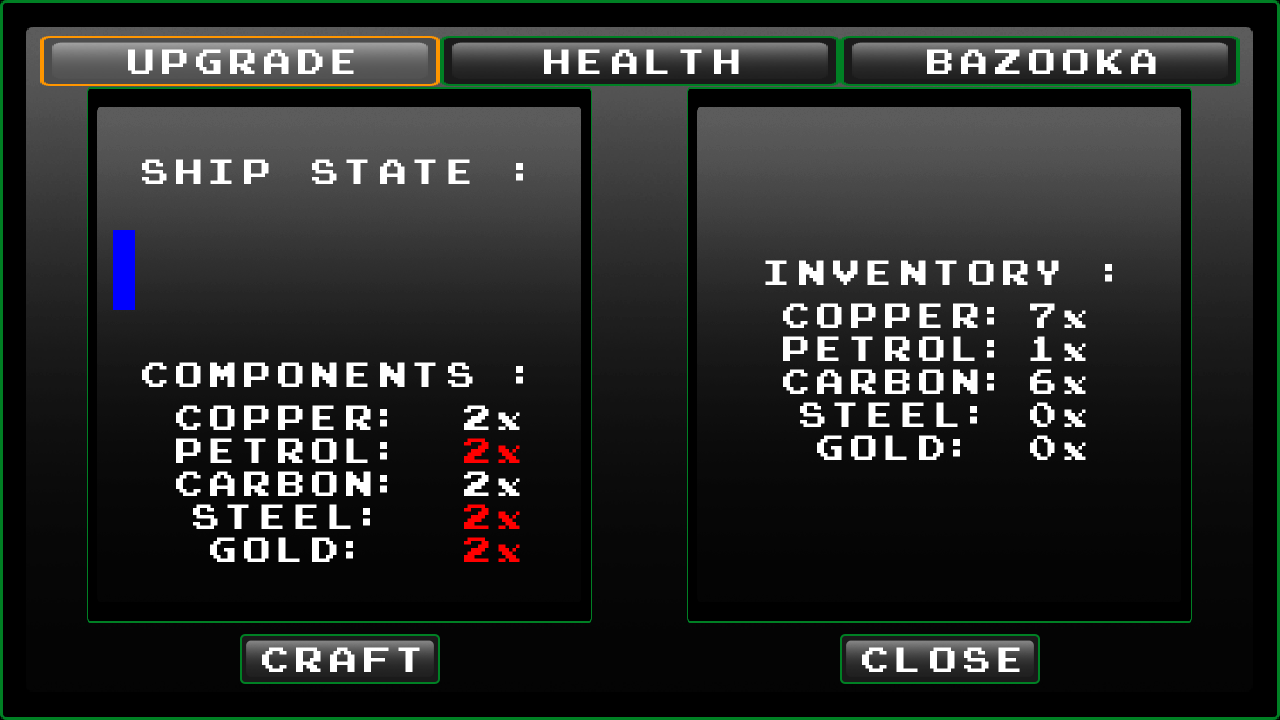 UPGRADE HEALTH BAZOOKA
SHIP STATE :
COMPONENTS :
COPPER: 2x
PETROL: 2x
CARBON: 2x
STEEL: 2x
GOLD: 2x
CRAFT
INVENTORY :
COPPER: 7x
PETROL: 1x
CARBON: 6x
STEEL: 0x
GOLD: 0x
CLOSE